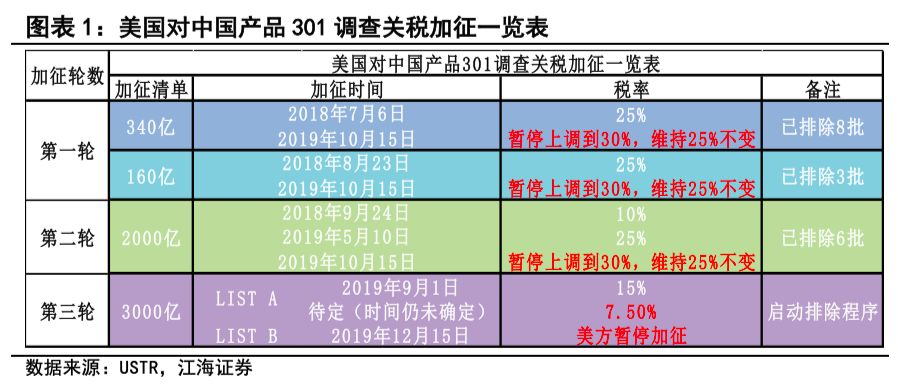 图表 1：美国对中国产品 301 调查关税加征一览表
加征轮数 美国对中国产品301调查关税加征一览表
加征清单 加征时间 税率 备注
第一轮 340亿 2018年7月6日 25% 已排除8批
2019年10月15日 暂停上调到30%，维持25%不变
160亿 2018年8月23日 25% 已排除3批
2019年10月15日 暂停上调到30%，维持25%不变
第二轮 2000亿 2018年9月24日 10% 已排除6批
2019年5月10日 25%
2019年10月15日 暂停上调到30%，维持25%不变
第三轮 3000亿 LIST A 2019年9月1日 15% 启动排除程序
待定（时间仍未确定） 7.50%
LIST B 2019年12月15日 美方暂停加征
数据来源：USTR，江海证券